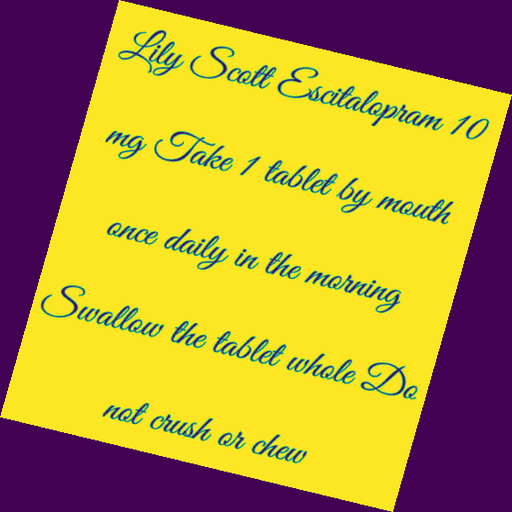 Lily Scott Escitalopram 10
mg Take 1 tablet by mouth
once daily in the morning
Swallow the tablet whole Do
not crush or chew